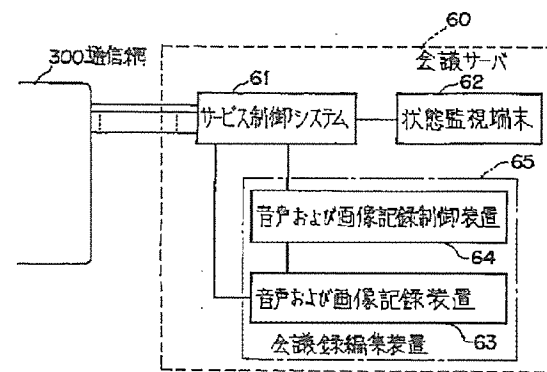 60
会議サーバ
300通信網
61
62
サービス制御システム
状態監視端末
65
音声および画像記録制御装置
64
音声および画像記録装置
63
会議録編集装置